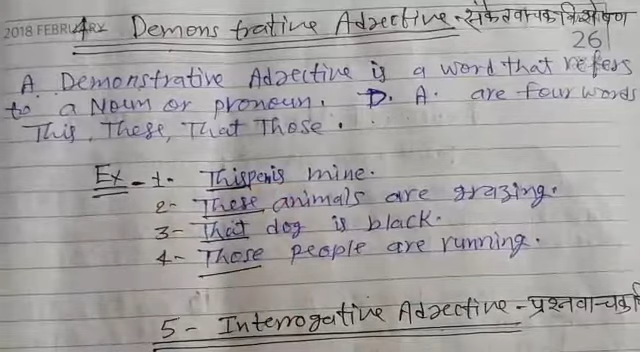 2018 FEBRUARY
4 Demonstrative Adjective - संकेतवाचक विशेषण
26
A Demonstrative Adjective is a word that refers
to a Noun or pronoun. D. A. are four words
This, These, That Those.
Ex - 1- This pen is mine.
2- These animals are grazing.
3- That dog is black.
4- Those people are running.
5- Interrogative Adjective - प्रश्नवाचक वि